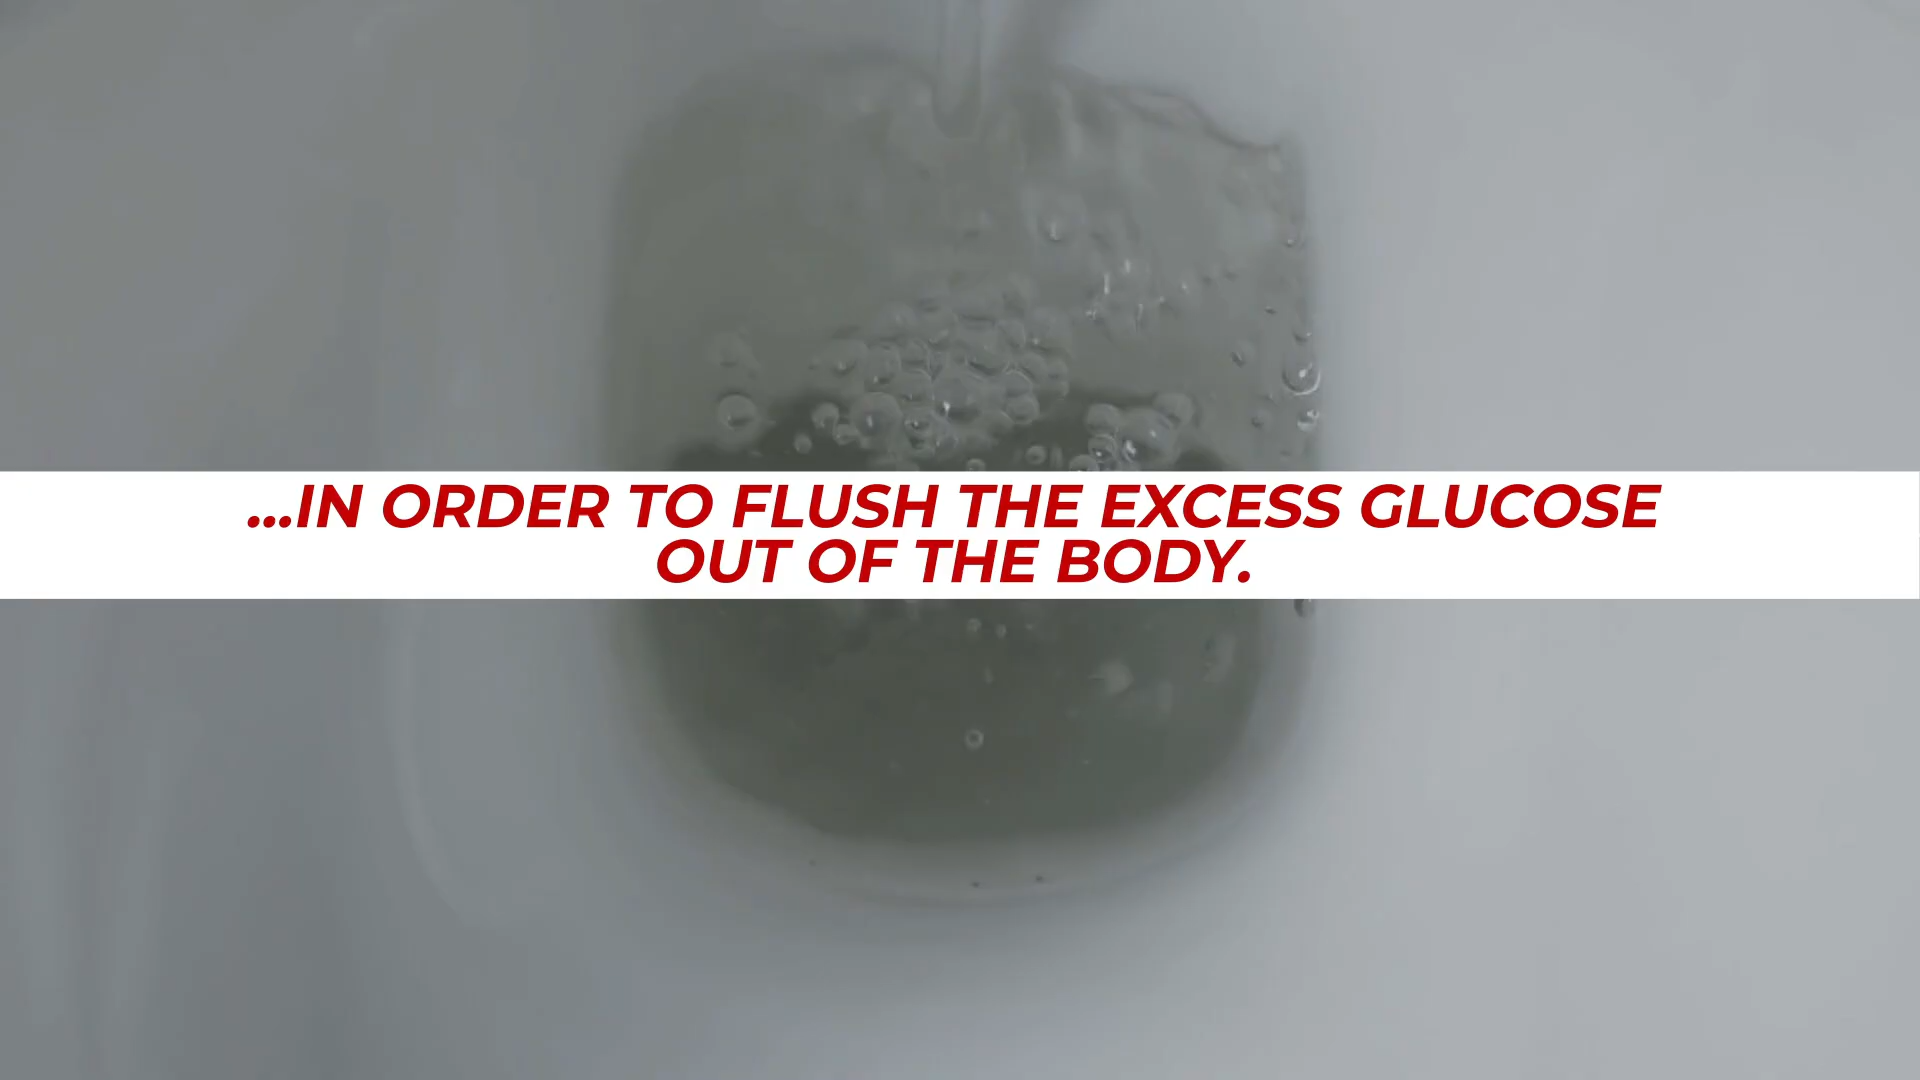 ...IN ORDER TO FLUSH THE EXCESS GLUCOSE
OUT OF THE BODY.